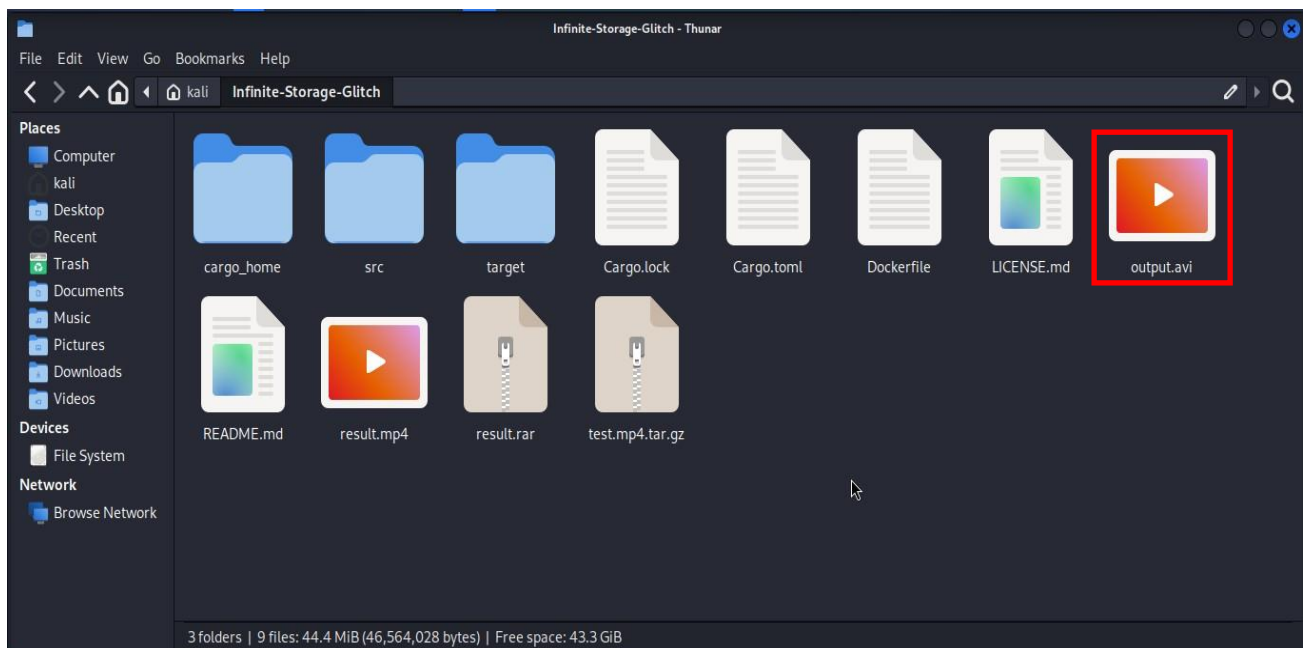 Infinite-Storage-Glitch - Thunar
File Edit View Go Bookmarks Help
kali Infinite-Storage-Glitch
Places
Computer
kali
Desktop
Recent
Trash
Documents
Music
Pictures
Downloads
Videos
Devices
File System
Network
Browse Network
cargo_home src target Cargo.lock Cargo.toml Dockerfile LICENSE.md output.avi
README.md result.mp4 result.rar test.mp4.tar.gz
3 folders | 9 files: 44.4 MiB (46,564,028 bytes) | Free space: 43.3 GiB